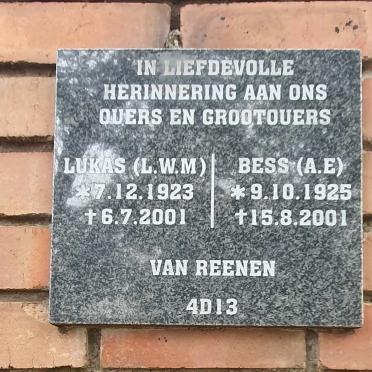 IN LIEFDEVOLLE
HERINNERING AAN ONS
OUERS EN GROOTOUERS
LUKAS (L.W.M) BESS (A.E)
*7.12.1923 *9.10.1925
†6.7.2001 †15.8.2001
VAN REENEN
4D13